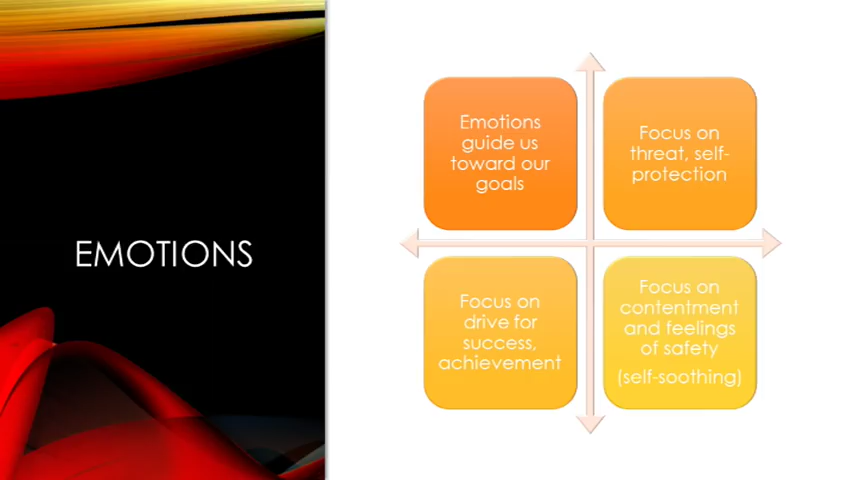 EMOTIONS
Emotions
guide us
toward our
goals
Focus on
threat, self-
protection
Focus on
drive for
success,
achievement
Focus on
contentment
and feelings
of safety
(self-soothing)